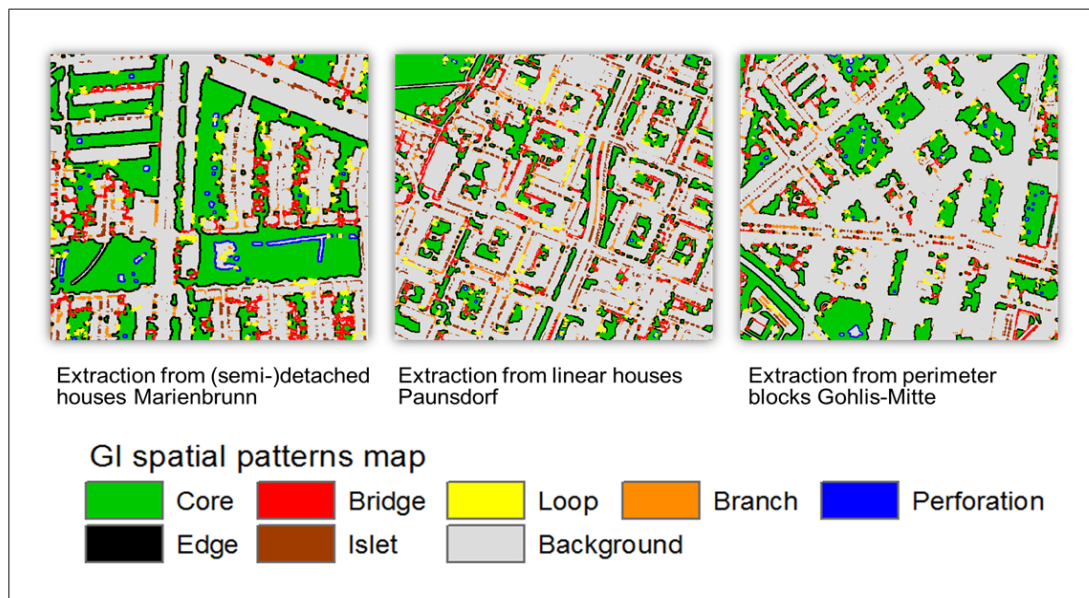 Extraction from (semi-)detached
houses Marienbrunn
Extraction from linear houses
Paunsdorf
Extraction from perimeter
blocks Gohlis-Mitte
GI spatial patterns map
Core Bridge Loop Branch Perforation
Edge Islet Background